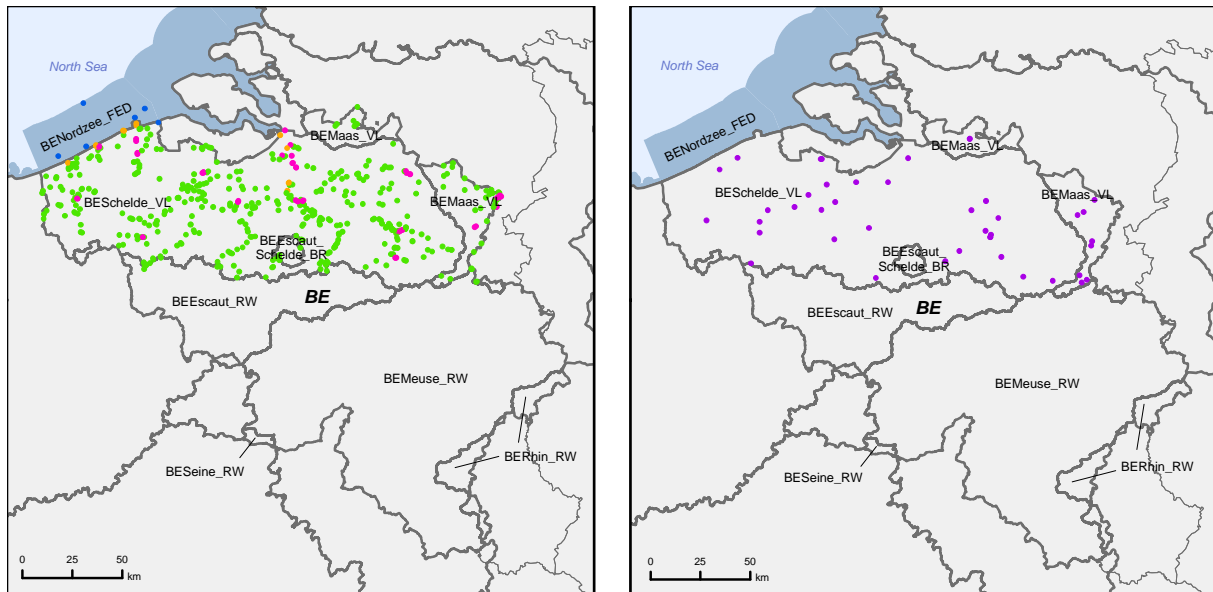 North Sea
BENordzee_FED
BEMaas_VL
BESchelde_VL
BEMaas_VL
BEEscaut_
Schelde_BR
BEEscaut_RW
BE
BEMeuse_RW
BESeine_RW
BERhin_RW
0 25 50
km
North Sea
BENordzee_FED
BEMaas_VL
BESchelde_VL
BEMaas_VL
BEEscaut_
Schelde_BR
BEEscaut_RW
BE
BEMeuse_RW
BESeine_RW
BERhin_RW
0 25 50
km